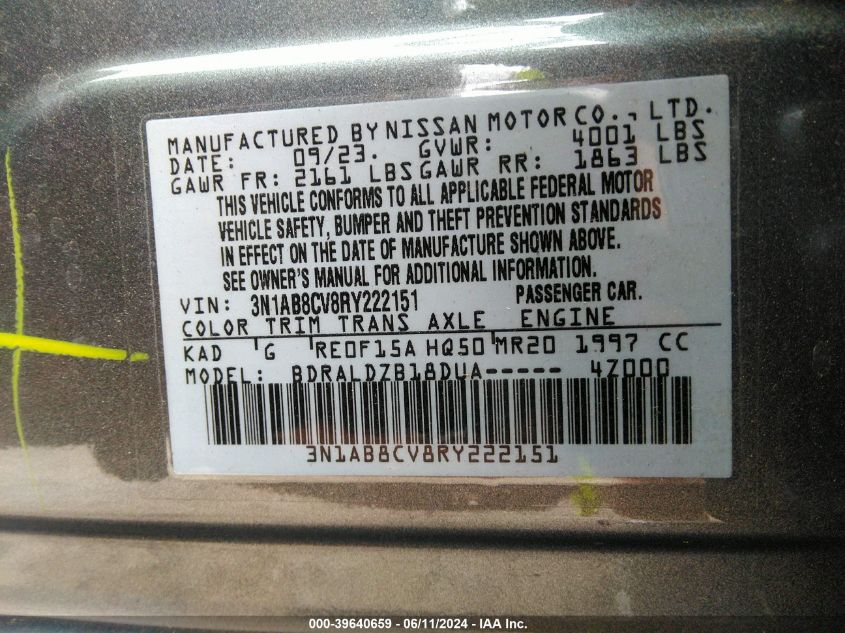 MANUFACTURED BY NISSAN MOTOR CO., LTD.
DATE: 09/23. GVWR: 4001 LBS
GAWR FR: 2161 LBS GAWR RR: 1863 LBS
THIS VEHICLE CONFORMS TO ALL APPLICABLE FEDERAL MOTOR
VEHICLE SAFETY, BUMPER AND THEFT PREVENTION STANDARDS
IN EFFECT ON THE DATE OF MANUFACTURE SHOWN ABOVE.
SEE OWNER'S MANUAL FOR ADDITIONAL INFORMATION.
VIN: 3N1AB8CV8RY222151 PASSENGER CAR.
COLOR TRIM TRANS AXLE ENGINE
KAD G RE0F15A HQ50 MR20 1997 CC
MODEL: BDRALDZB18DUA----- 4Z000
3N1AB8CV8RY222151
000-39640659 - 06/11/2024 - IAA Inc.